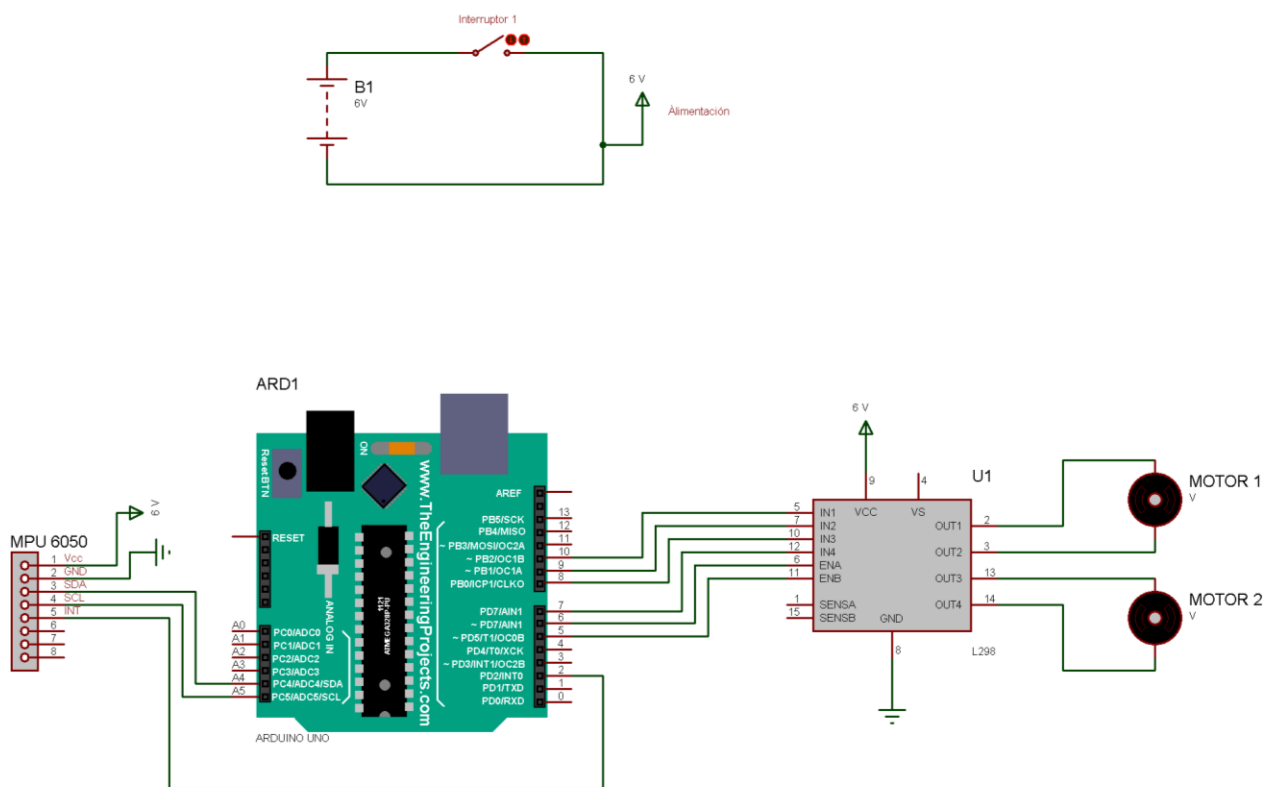 Interruptor 1
B1
6V
6 V
Alimentación
ARD1
ResetBTN
ON
www.TheEngineeringProjects.com
RESET
ANALOG IN
ATMEGA328P-PU
1121
A0 PC0/ADC0
A1 PC1/ADC1
A2 PC2/ADC2
A3 PC3/ADC3
A4 PC4/ADC4/SDA
A5 PC5/ADC5/SCL
AREF
PB5/SCK 13
PB4/MISO 12
~ PB3/MOSI/OC2A 11
~ PB2/OC1B 10
~ PB1/OC1A 9
PB0/ICP1/CLKO 8
PD7/AIN1 7
~ PD7/AIN1 6
~ PD5/T1/OC0B 5
PD4/T0/XCK 4
~ PD3/INT1/OC2B 3
PD2/INT0 2
PD1/TXD 1
PD0/RXD 0
ARDUINO UNO
MPU 6050
6 V
1 Vcc
2 GND
3 SDA
4 SCL
5 INT
6
7
8
6 V
U1
9 4
VCC VS
5 IN1
7 IN2
10 IN3
12 IN4
6 ENA
11 ENB
1 SENSA
15 SENSB
OUT1 2
OUT2 3
OUT3 13
OUT4 14
GND
8
L298
MOTOR 1
V
MOTOR 2
V